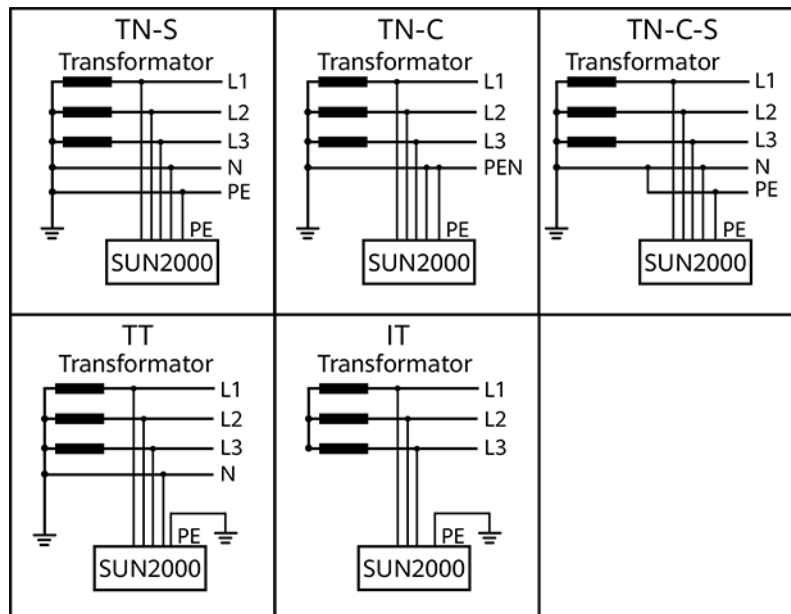 TN-S
Transformator
L1
L2
L3
N
PE
PE
SUN2000
TN-C
Transformator
L1
L2
L3
PEN
PE
SUN2000
TN-C-S
Transformator
L1
L2
L3
N
PE
PE
SUN2000
TT
Transformator
L1
L2
L3
N
PE
SUN2000
IT
Transformator
L1
L2
L3
PE
SUN2000